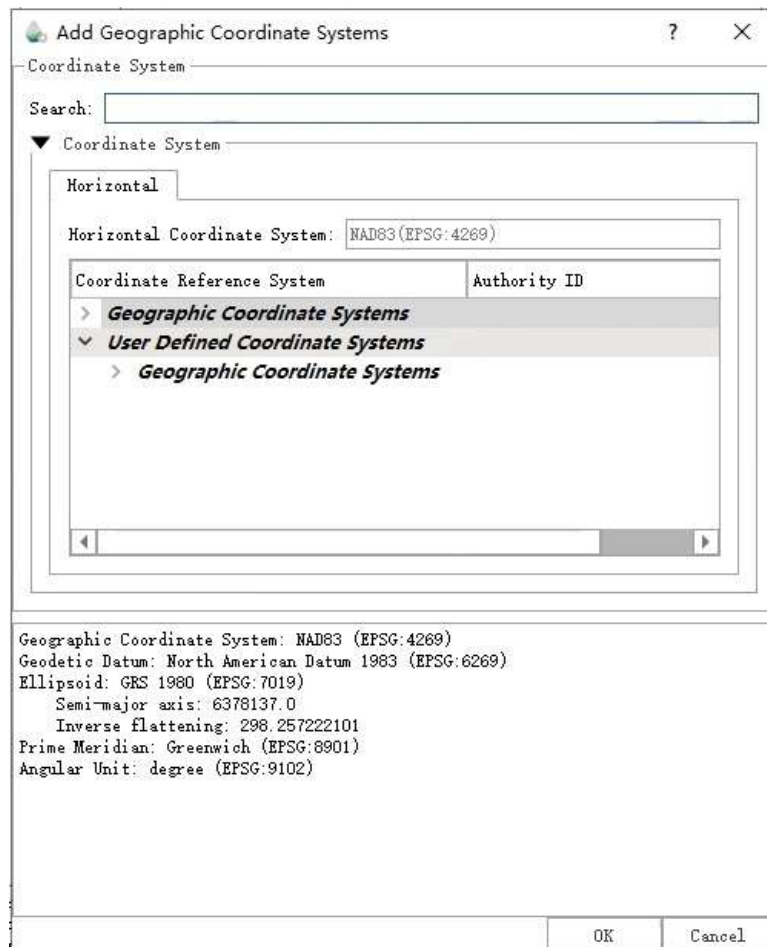 Add Geographic Coordinate Systems ?
Coordinate System
Search:
Coordinate System
Horizontal
Horizontal Coordinate System: NAD83(EPSG:4269)
Coordinate Reference System Authority ID
Geographic Coordinate Systems
User Defined Coordinate Systems
Geographic Coordinate Systems
Geographic Coordinate System: NAD83 (EPSG:4269)
Geodetic Datum: North American Datum 1983 (EPSG:6269)
Ellipsoid: GRS 1980 (EPSG:7019)
Semi-major axis: 6378137.0
Inverse flattening: 298.257222101
Prime Meridian: Greenwich (EPSG:8901)
Angular Unit: degree (EPSG:9102)
OK Cancel